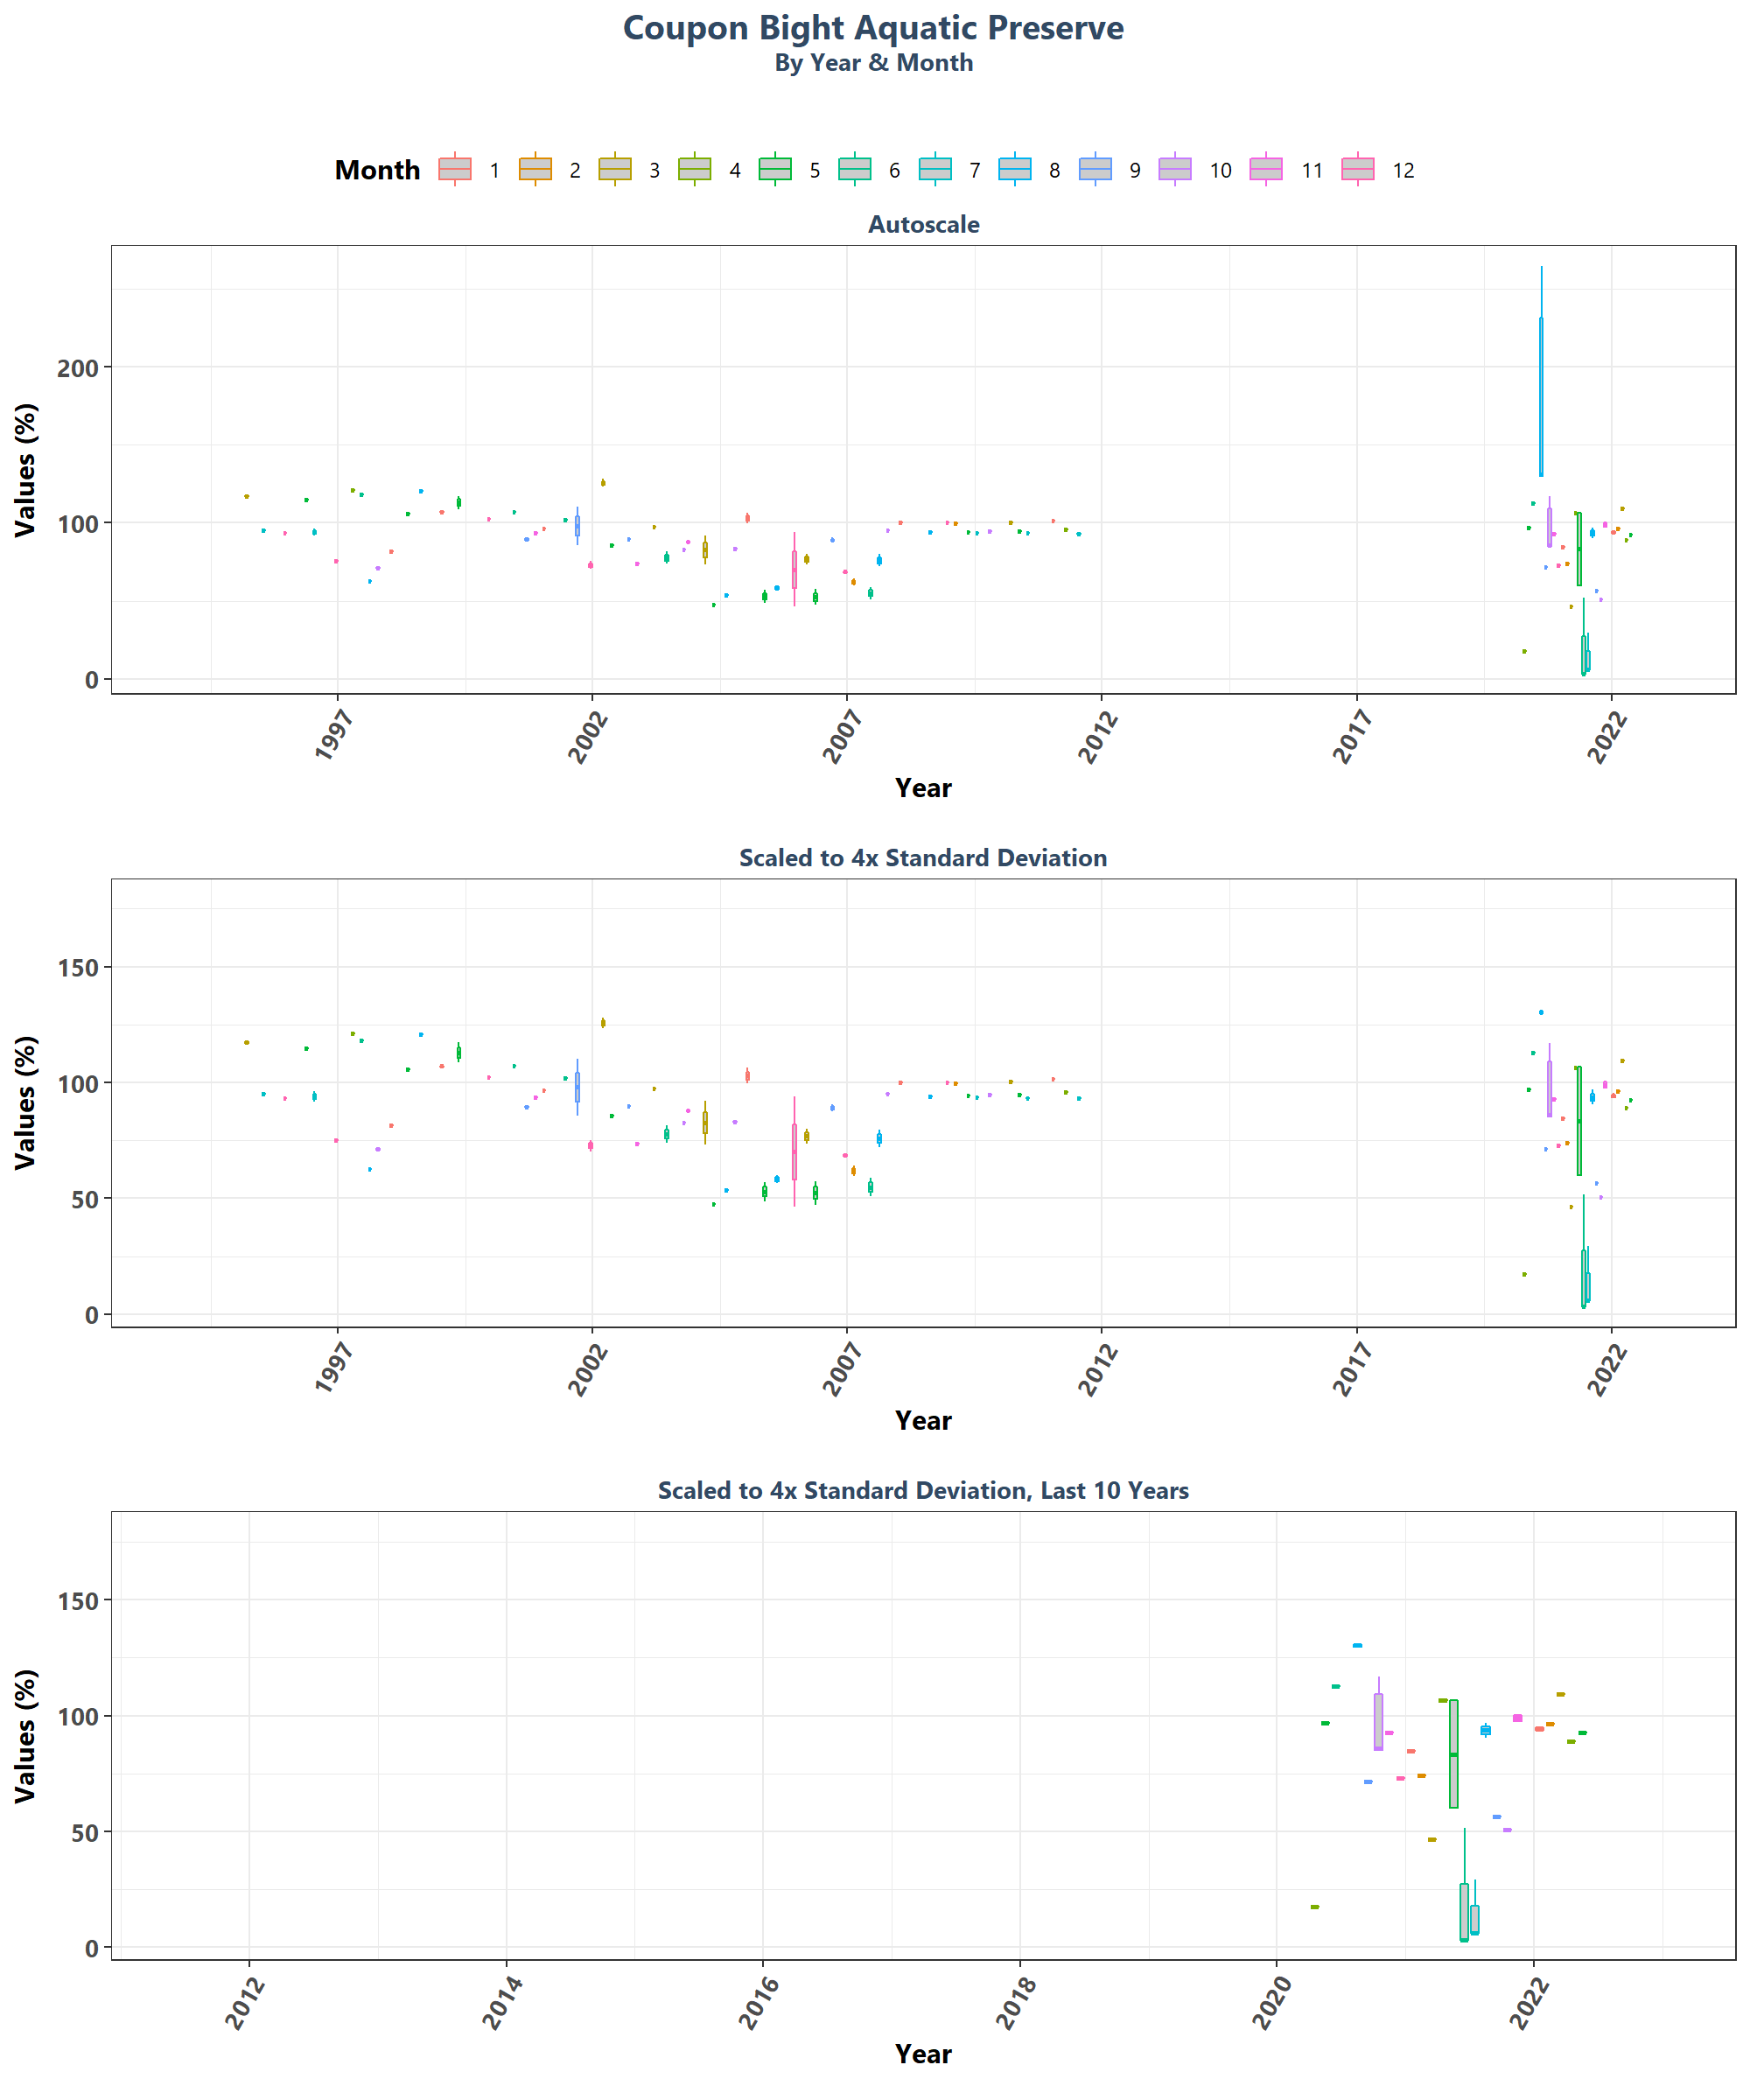 Coupon Bight Aquatic Preserve
By Year & Month
Month 1 2 3 4 5 6 7 8 9 10 11 12
Autoscale
Values (%)
200
100
0
1997 2002 2007 2012 2017 2022
Year
Scaled to 4x Standard Deviation
Values (%)
150
100
50
0
1997 2002 2007 2012 2017 2022
Year
Scaled to 4x Standard Deviation, Last 10 Years
Values (%)
150
100
50
0
2012 2014 2016 2018 2020 2022
Year